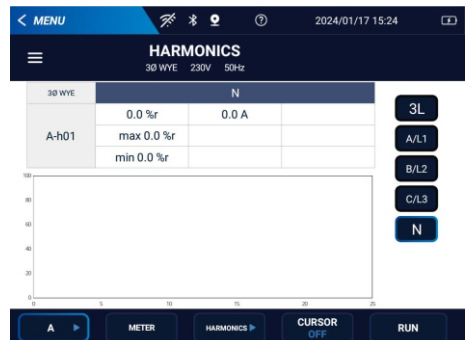 < MENU 2024/01/17 15:24
HARMONICS
3Ø WYE 230V 50Hz
3Ø WYE N
A-h01
0.0 %r 0.0 A
max 0.0 %r
min 0.0 %r
3L
A/L1
B/L2
C/L3
N
100
80
60
40
20
0
0 5 10 15 20 25
A METER HARMONICS CURSOR RUN
OFF